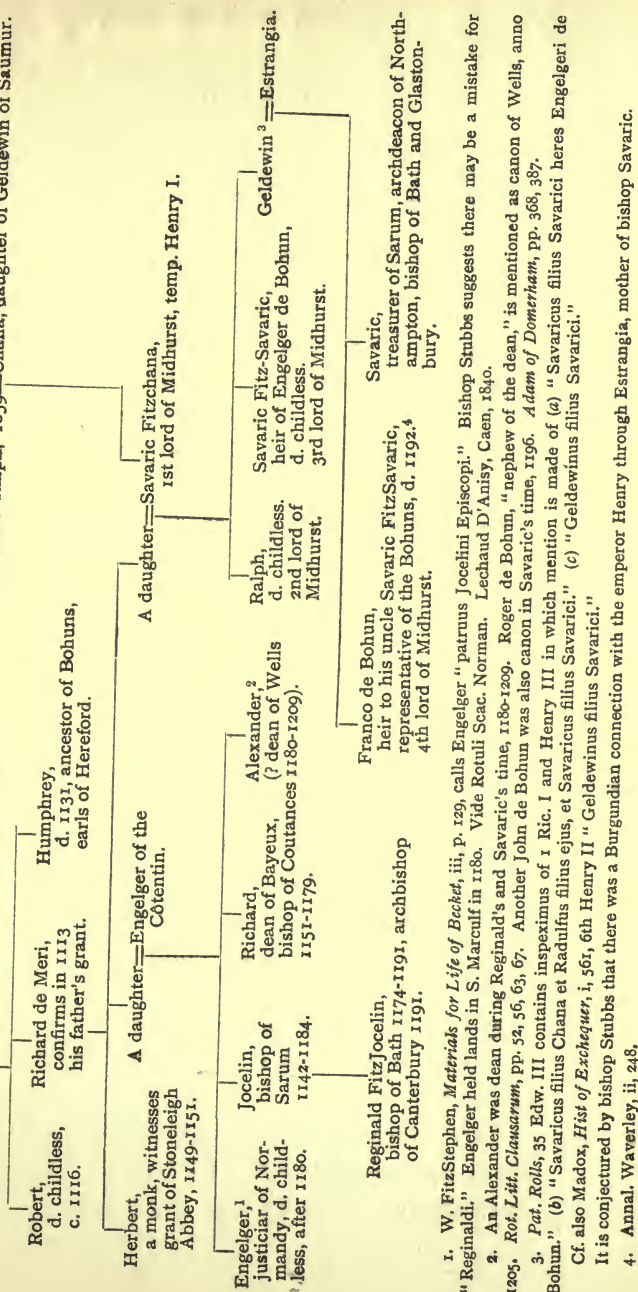 1059=Chana, daughter of Geldewin of Saumur.
Robert,
d. childless,
c. 1116.
Richard de Meri,
confirms in 1113
his father's grant.
Humphrey,
d. 1131, ancestor of Bohuns,
earls of Hereford.
Herbert,
a monk, witnesses
grant of Stoneleigh
Abbey, 1149-1151.
A daughter=Engelger of the
Côtentin.
A daughter=Savaric Fitzchana,
1st lord of Midhurst, temp. Henry I.
Engelger,¹
justiciar of Nor-
mandy, d. child-
less, after 1180.
Jocelin,
bishop of
Sarum
1142-1184.
Richard,
dean of Bayeux,
bishop of Coutances
1151-1179.
Alexander,²
(? dean of Wells
1180-1209).
Ralph,
d. childless.
2nd lord of
Midhurst.
Savaric Fitz-Savaric,
heir of Engelger de Bohun,
d. childless.
3rd lord of Midhurst.
Geldewin³=Estrangia.
Reginald FitzJocelin,
bishop of Bath 1174-1191, archbishop
of Canterbury 1191.
Franco de Bohun,
heir to his uncle Savaric FitzSavaric,
representative of the Bohuns, d. 1192.⁴
4th lord of Midhurst.
Savaric,
treasurer of Sarum, archdeacon of North-
ampton, bishop of Bath and Glaston-
bury.
1. W. FitzStephen, Materials for Life of Becket, iii, p. 129, calls Engelger "patruus Jocelini Episcopi." Bishop Stubbs suggests there may be a mistake for
"Reginaldi." Engelger held lands in S. Marculf in 1180. Vide Rotuli Scac. Norman. Lechaud D'Anisy, Caen, 1840.
2. An Alexander was dean during Reginald's and Savaric's time, 1180-1209. Roger de Bohun, "nephew of the dean," is mentioned as canon of Wells, anno
1205. Rot. Litt. Clausarum, pp. 52, 56, 63, 67. Another John de Bohun was also canon in Savaric's time, 1196. Adam of Domerham, pp. 368, 387.
3. Pat. Rolls, 35 Edw. III contains inspeximus of 1 Ric. I and Henry III in which mention is made of (a) "Savaricus filius Savarici heres Engelgeri de
Bohun." (b) "Savaricus filius Chana et Radulfus filius ejus, et Savaricus filius Savarici." (c) "Geldewinus filius Savarici."
Cf. also Madox, Hist of Exchequer, i, 561, 6th Henry II "Geldewinus filius Savarici."
It is conjectured by bishop Stubbs that there was a Burgundian connection with the emperor Henry through Estrangia, mother of bishop Savaric.
4. Annal. Waverley, ii, 248.